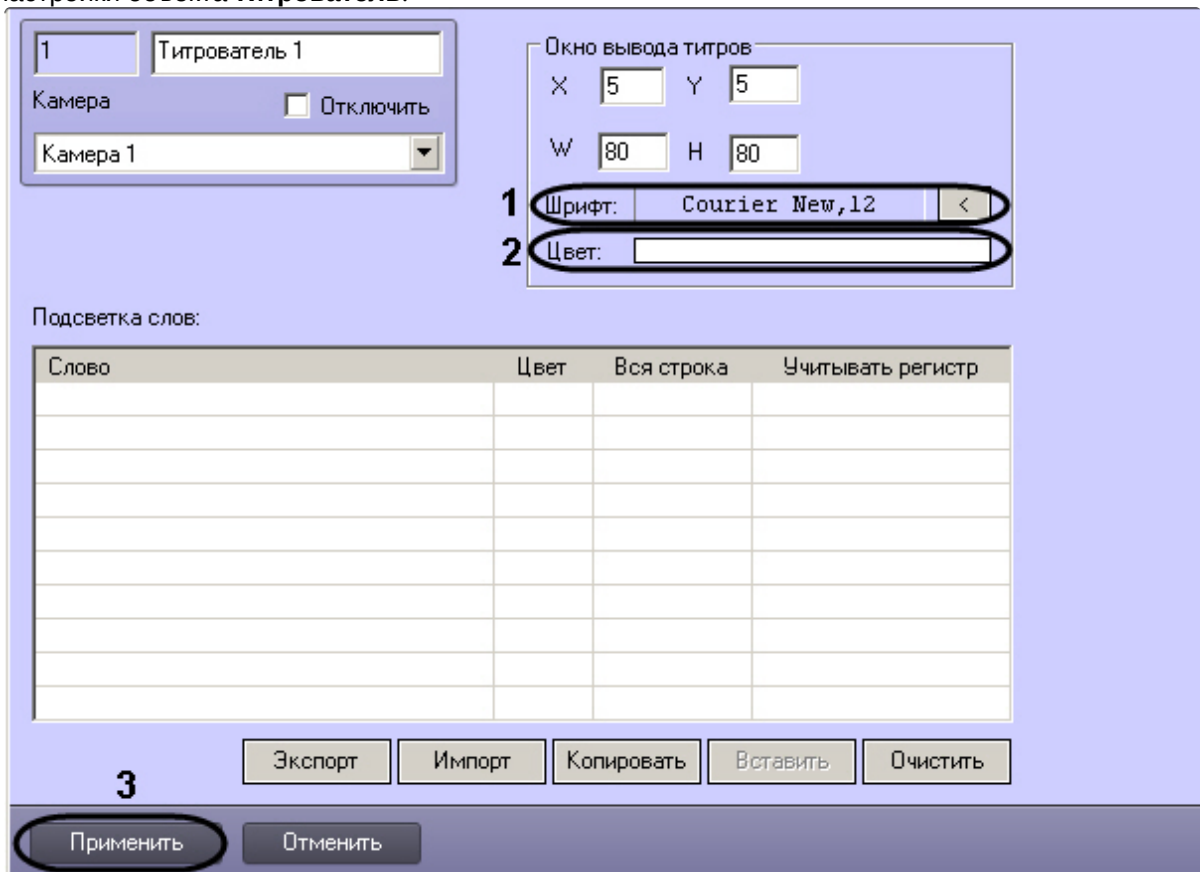 1 Титрователь 1
Камера Отключить
Камера 1
Окно вывода титров
X 5 Y 5
W 80 H 80
1 Шрифт: Courier New,12 <
2 Цвет:
Подсветка слов:
Слово Цвет Вся строка Учитывать регистр
Экспорт Импорт Копировать Вставить Очистить
3
Применить Отменить